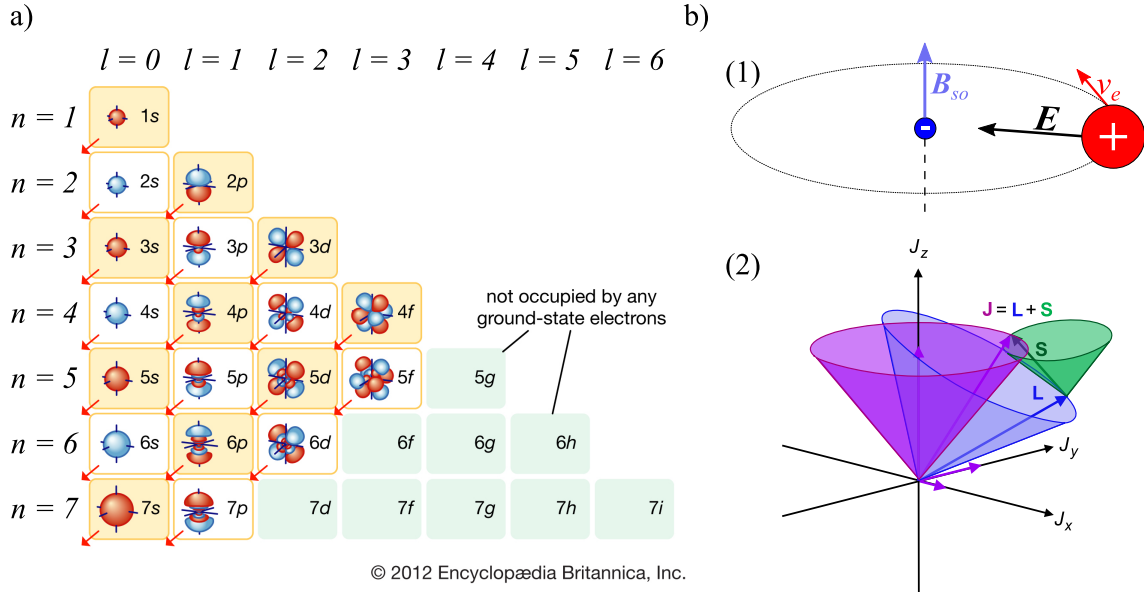 a)
l = 0 l = 1 l = 2 l = 3 l = 4 l = 5 l = 6
n = 1 1s
n = 2 2s 2p
n = 3 3s 3p 3d
n = 4 4s 4p 4d 4f
not occupied by any
ground-state electrons
n = 5 5s 5p 5d 5f 5g
n = 6 6s 6p 6d 6f 6g 6h
n = 7 7s 7p 7d 7f 7g 7h 7i
© 2012 Encyclopædia Britannica, Inc.
b)
(1)
B_so
v_e
E
-
+
(2)
J_z
J = L + S
S
L
J_y
J_x